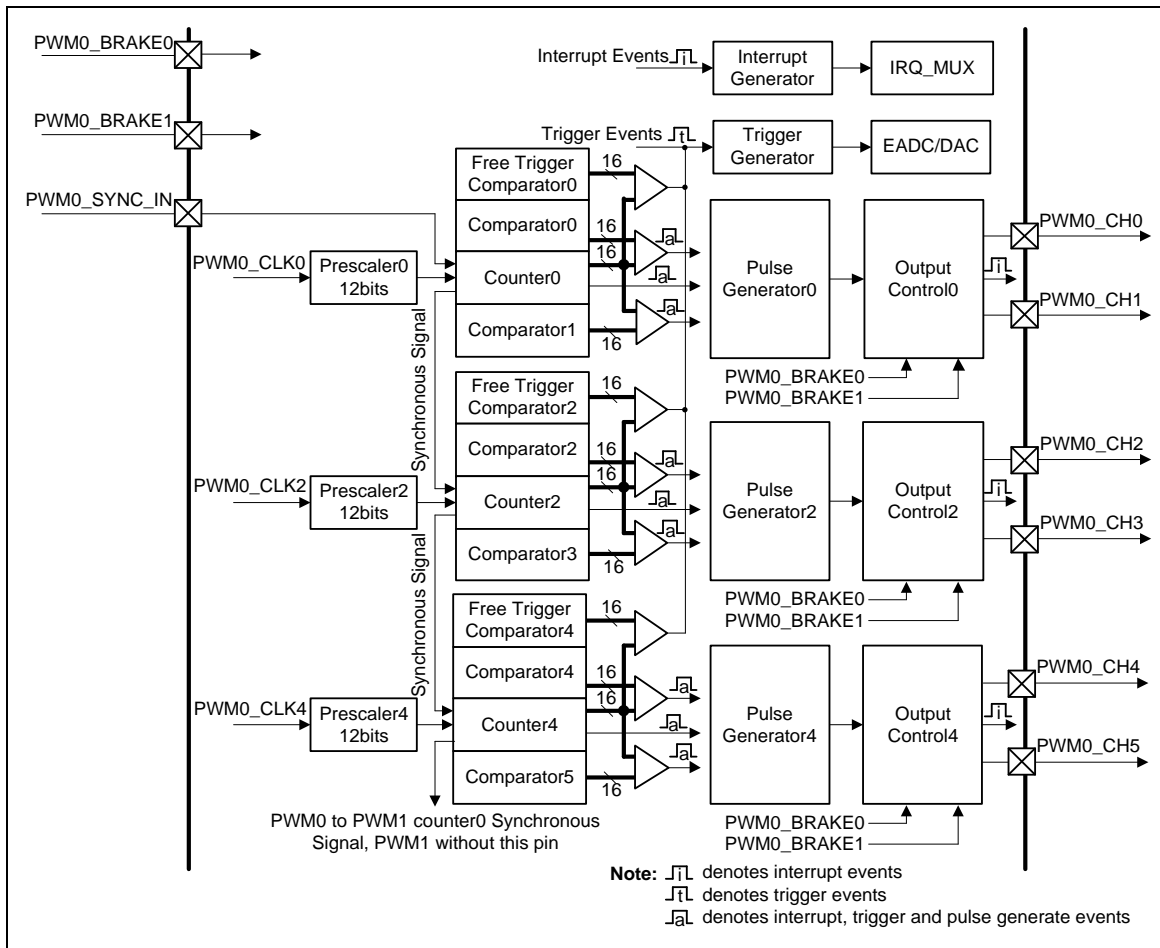 PWM0_BRAKE0
PWM0_BRAKE1
PWM0_SYNC_IN
Interrupt Events
i
Interrupt
Generator
IRQ_MUX
Trigger Events
t
Trigger
Generator
EADC/DAC
PWM0_CLK0
Prescaler0
12bits
Synchronous Signal
Free Trigger
Comparator0
Comparator0
Counter0
Comparator1
16
16
16
16
a
a
a
Pulse
Generator0
Output
Control0
PWM0_CH0
i
PWM0_CH1
PWM0_BRAKE0
PWM0_BRAKE1
PWM0_CLK2
Prescaler2
12bits
Synchronous Signal
Free Trigger
Comparator2
Comparator2
Counter2
Comparator3
16
16
16
16
a
a
a
Pulse
Generator2
Output
Control2
PWM0_CH2
i
PWM0_CH3
PWM0_BRAKE0
PWM0_BRAKE1
PWM0_CLK4
Prescaler4
12bits
Free Trigger
Comparator4
Comparator4
Counter4
Comparator5
16
16
16
16
a
a
a
Pulse
Generator4
Output
Control4
PWM0_CH4
i
PWM0_CH5
PWM0_BRAKE0
PWM0_BRAKE1
PWM0 to PWM1 counter0 Synchronous
Signal, PWM1 without this pin
Note: i denotes interrupt events
t denotes trigger events
a denotes interrupt, trigger and pulse generate events